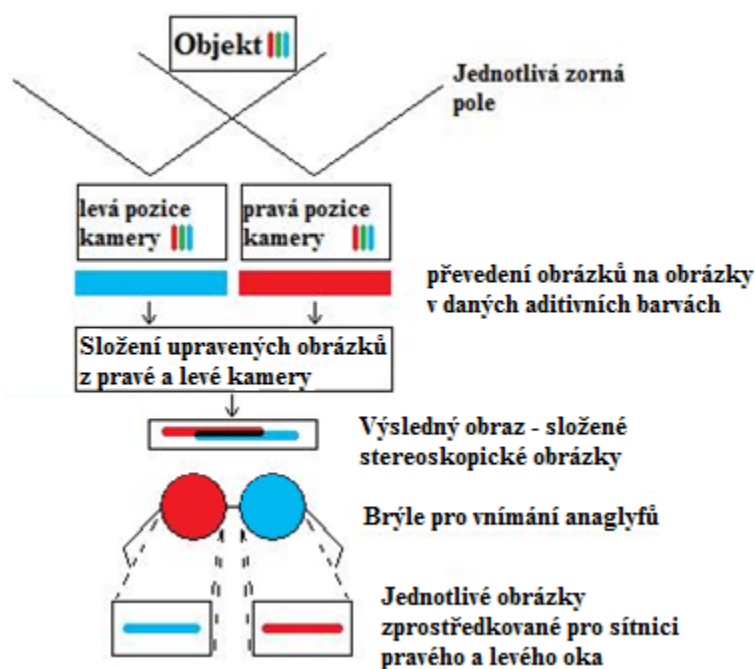 Objekt
Jednotlivá zorná
pole
levá pozice
kamery
pravá pozice
kamery
převedení obrázků na obrázky
v daných aditivních barvách
Složení upravených obrázků
z pravé a levé kamery
Výsledný obraz - složené
stereoskopické obrázky
Brýle pro vnímání anaglyfů
Jednotlivé obrázky
zprostředkované pro sítnici
pravého a levého oka